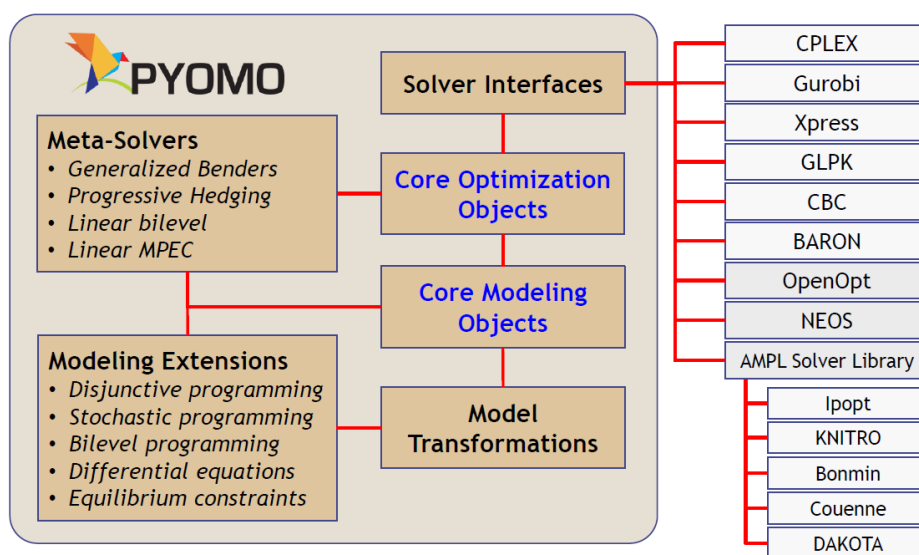 PYOMO
Meta-Solvers
• Generalized Benders
• Progressive Hedging
• Linear bilevel
• Linear MPEC
Modeling Extensions
• Disjunctive programming
• Stochastic programming
• Bilevel programming
• Differential equations
• Equilibrium constraints
Solver Interfaces
Core Optimization
Objects
Core Modeling
Objects
Model
Transformations
CPLEX
Gurobi
Xpress
GLPK
CBC
BARON
OpenOpt
NEOS
AMPL Solver Library
Ipopt
KNITRO
Bonmin
Couenne
DAKOTA